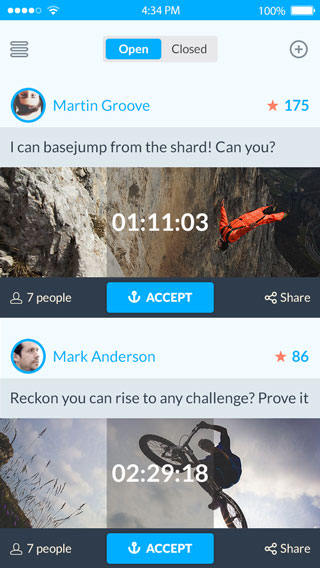 4:34 PM
100%
Open
Closed
Martin Groove
175
I can basejump from the shard! Can you?
01:11:03
7 people
ACCEPT
Share
Mark Anderson
86
Reckon you can rise to any challenge? Prove it
02:29:18
7 people
ACCEPT
Share